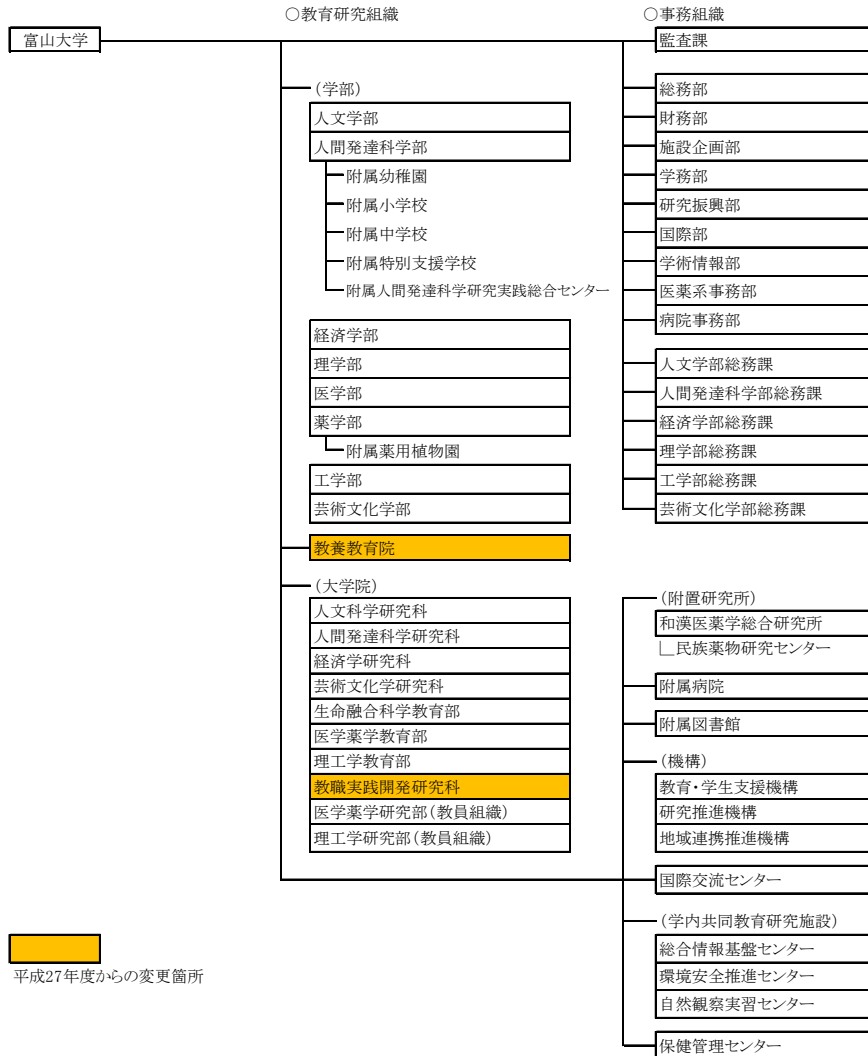 ○教育研究組織
○事務組織
富山大学
監査課
(学部)
人文学部
人間発達科学部
附属幼稚園
附属小学校
附属中学校
附属特別支援学校
附属人間発達科学研究実践総合センター
経済学部
理学部
医学部
薬学部
附属薬用植物園
工学部
芸術文化学部
教養教育院
(大学院)
人文科学研究科
人間発達科学研究科
経済学研究科
芸術文化学研究科
生命融合科学教育部
医学薬学教育部
理工学教育部
教職実践開発研究科
医学薬学研究部(教員組織)
理工学研究部(教員組織)
総務部
財務部
施設企画部
学務部
研究振興部
国際部
学術情報部
医薬系事務部
病院事務部
人文学部総務課
人間発達科学部総務課
経済学部総務課
理学部総務課
工学部総務課
芸術文化学部総務課
(附置研究所)
和漢医薬学総合研究所
民族薬物研究センター
附属病院
附属図書館
(機構)
教育・学生支援機構
研究推進機構
地域連携推進機構
国際交流センター
(学内共同教育研究施設)
総合情報基盤センター
環境安全推進センター
自然観察実習センター
保健管理センター
平成27年度からの変更箇所